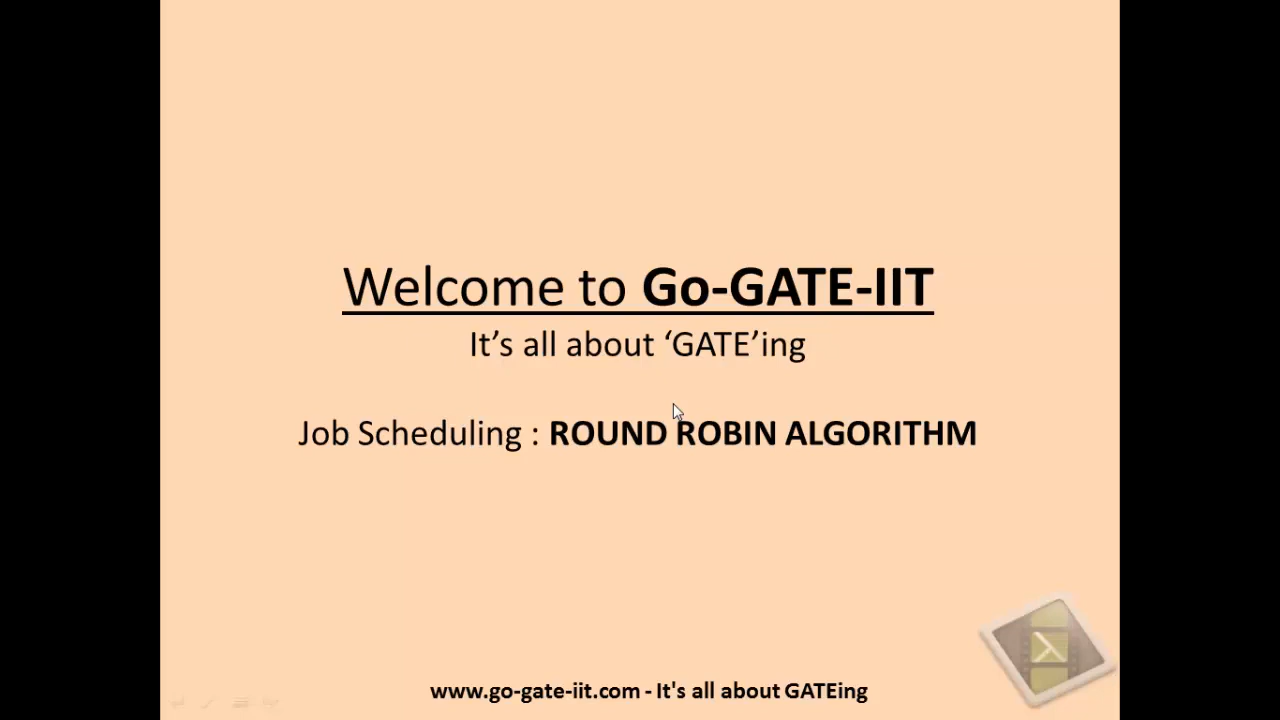 Welcome to Go-GATE-IIT
It’s all about ‘GATE’ing
Job Scheduling : ROUND ROBIN ALGORITHM
www.go-gate-iit.com - It's all about GATEing